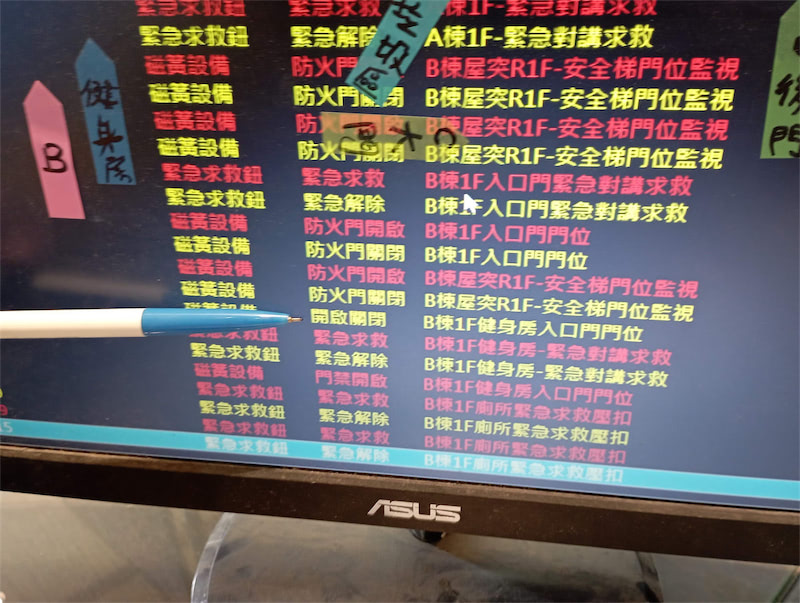 緊急求救鈕 緊急求救 A棟1F-緊急對講求救
緊急求救鈕 緊急解除 A棟1F-緊急對講求救
磁黃設備 防火門 B棟屋突R1F-安全梯門位監視
磁黃設備 防火門關閉 B棟屋突R1F-安全梯門位監視
磁黃設備 防火 B棟屋突R1F-安全梯門位監視
磁黃設備 防火門關閉 B棟屋突R1F-安全梯門位監視
緊急求救鈕 緊急求救 B棟1F入口門緊急對講求救
緊急求救鈕 緊急解除 B棟1F入口門緊急對講求救
磁黃設備 防火門開啟 B棟1F入口門門位
磁黃設備 防火門關閉 B棟1F入口門門位
磁黃設備 防火門開啟 B棟屋突R1F-安全梯門位監視
磁黃設備 防火門關閉 B棟屋突R1F-安全梯門位監視
磁黃設備 開啟關閉 B棟1F健身房入口門門位
緊急求救鈕 緊急求救 B棟1F健身房-緊急對講求救
緊急求救鈕 緊急解除 B棟1F健身房-緊急對講求救
磁黃設備 門禁開啟 B棟1F健身房入口門門位
緊急求救鈕 緊急求救 B棟1F廁所緊急求救壓扣
緊急求救鈕 緊急解除 B棟1F廁所緊急求救壓扣
緊急求救鈕 緊急求救 B棟1F廁所緊急求救壓扣
緊急求救鈕 緊急解除 B棟1F廁所緊急求救壓扣
B
健身房
後門
ASUS